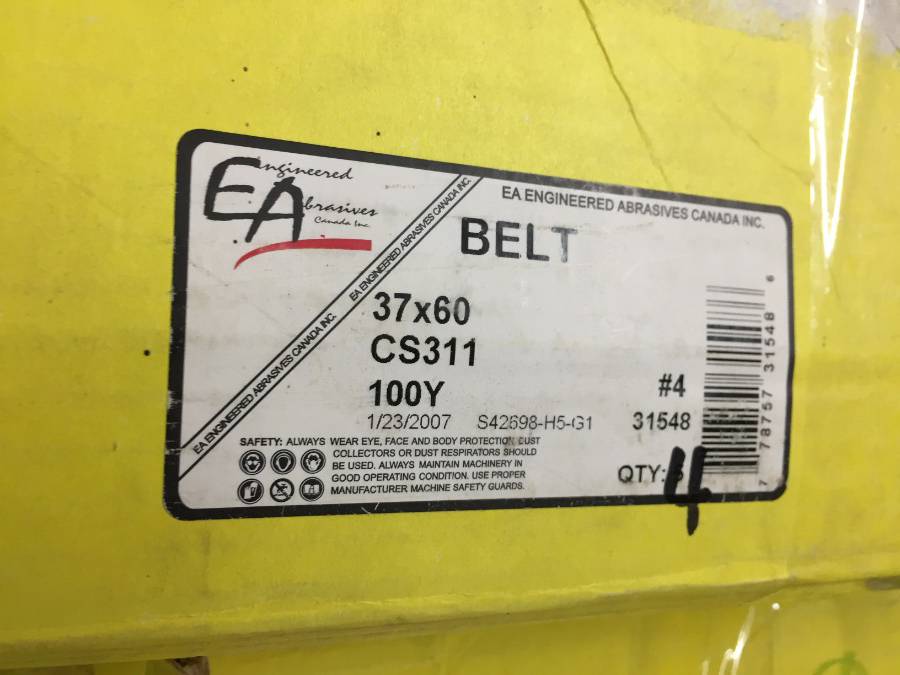 Engineered
Abrasives
Canada Inc.
EA ENGINEERED ABRASIVES CANADA INC. EA ENGINEERED ABRASIVES CANADA INC.
EA ENGINEERED ABRASIVES CANADA INC.
BELT
37x60
CS311
100Y
#4
1/23/2007 S42698-H5-G1 31548
SAFETY: ALWAYS WEAR EYE, FACE AND BODY PROTECTION, DUST
COLLECTORS OR DUST RESPIRATORS SHOULD
BE USED. ALWAYS MAINTAIN MACHINERY IN
GOOD OPERATING CONDITION. USE PROPER
MANUFACTURER MACHINE SAFETY GUARDS.
QTY: 4
7 78757 31548 6